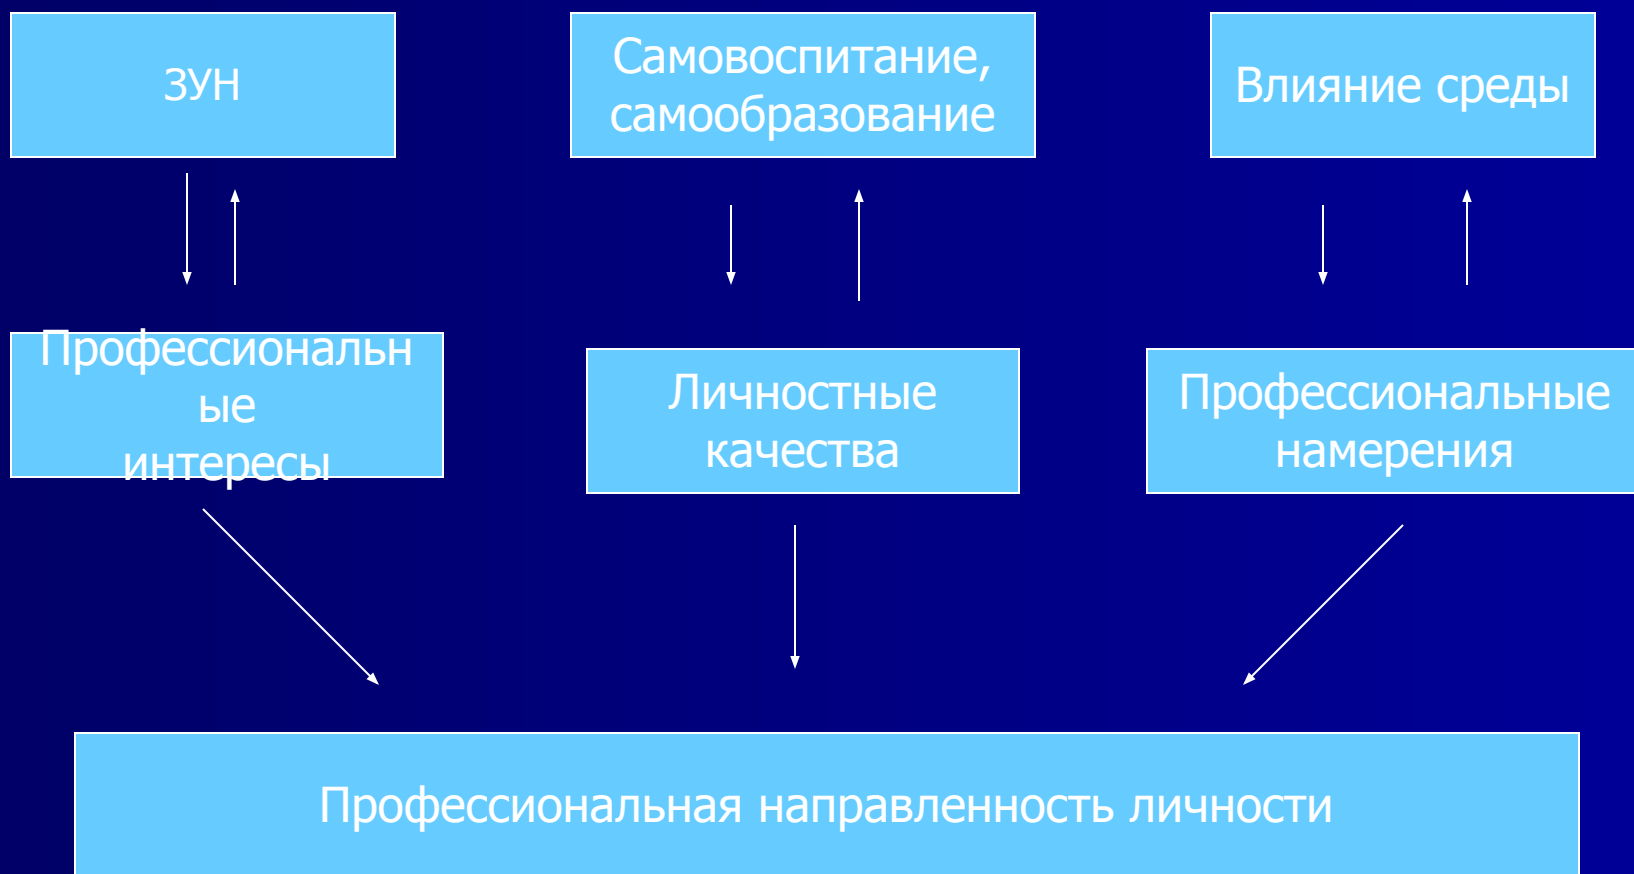 ЗУН
Самовоспитание,
самообразование
Влияние среды
Профессиональн
ые
интересы
Личностные
качества
Профессиональные
намерения
Профессиональная направленность личности